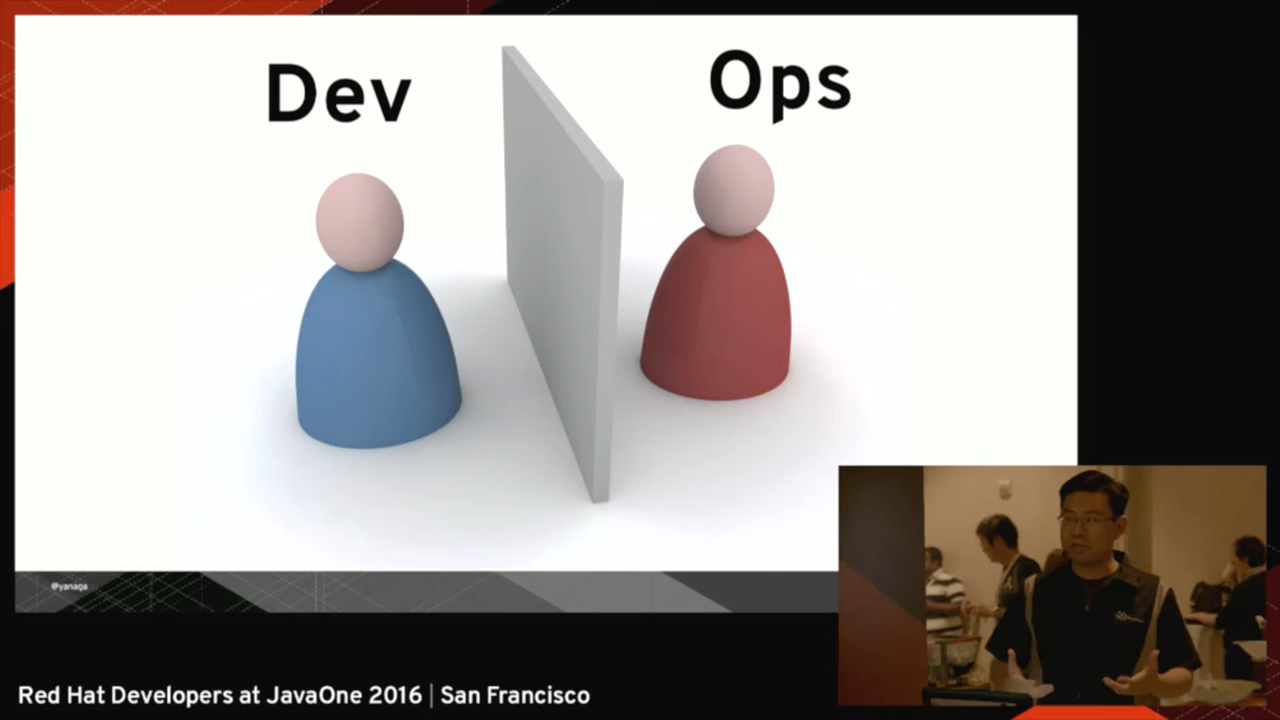 Dev
Ops
@yanaga
Red Hat Developers at JavaOne 2016 | San Francisco